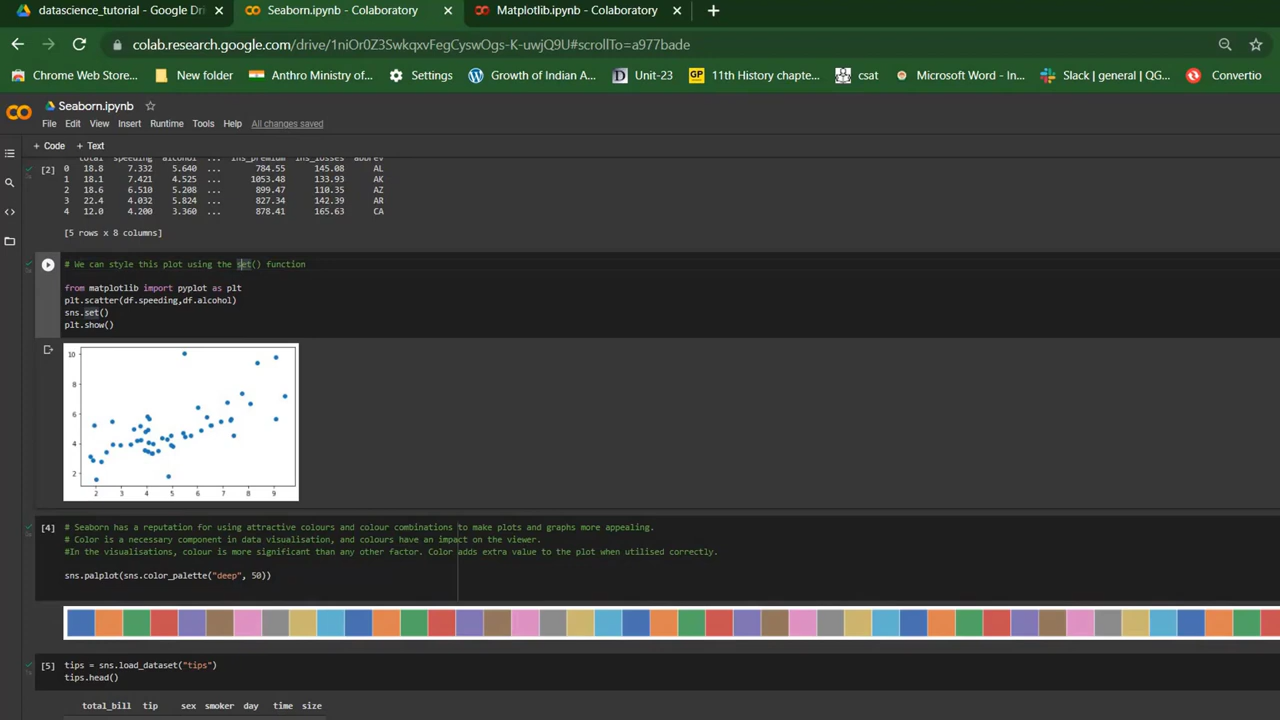 datascience_tutorial - Google Dri
Seaborn.ipynb - Colaboratory
Matplotlib.ipynb - Colaboratory
colab.research.google.com/drive/1niOr0Z3SwkqxvFegCyswOgs-K-uwjQ9U#scrollTo=a977bade
Chrome Web Store...
New folder
Anthro Ministry of...
Settings
Growth of Indian A...
Unit-23
GP
11th History chapte...
csat
Microsoft Word - In...
Slack | general | QG...
Convertio
Seaborn.ipynb
File Edit View Insert Runtime Tools Help All changes saved
+ Code + Text
total speeding alcohol ... ins_premium ins_losses abbrev
[2] 0 18.8 7.332 5.640 ... 784.55 145.08 AL
1 18.1 7.421 4.525 ... 1053.48 133.93 AK
2 18.6 6.510 5.208 ... 899.47 110.35 AZ
3 22.4 4.032 5.824 ... 827.34 142.39 AR
4 12.0 4.200 3.360 ... 878.41 165.63 CA
[5 rows x 8 columns]
# We can style this plot using the set() function
from matplotlib import pyplot as plt
plt.scatter(df.speeding,df.alcohol)
sns.set()
plt.show()
10
8
6
4
2
2 3 4 5 6 7 8 9
[4] # Seaborn has a reputation for using attractive colours and colour combinations to make plots and graphs more appealing.
# Color is a necessary component in data visualisation, and colours have an impact on the viewer.
#In the visualisations, colour is more significant than any other factor. Color adds extra value to the plot when utilised correctly.
sns.palplot(sns.color_palette("deep", 50))
[5] tips = sns.load_dataset("tips")
tips.head()
total_bill tip sex smoker day time size